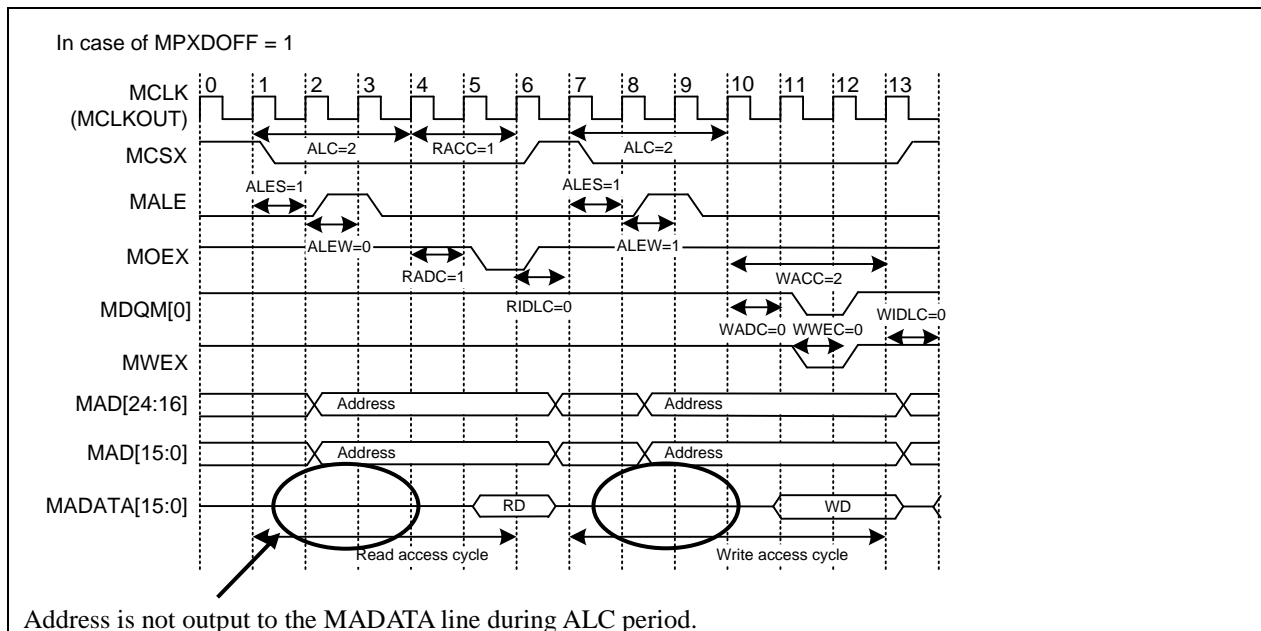 In case of MPXDOFF = 1
0 1 2 3 4 5 6 7 8 9 10 11 12 13
MCLK
(MCLKOUT)
ALC=2 RACC=1 ALC=2
MCSX
ALES=1 ALES=1
MALE
ALEW=0 ALEW=1
MOEX
RADC=1 WACC=2
RIDLC=0
MDQM[0]
WADC=0 WWEC=0 WIDLC=0
MWEX
MAD[24:16] Address Address
MAD[15:0] Address Address
MADATA[15:0] RD WD
Read access cycle Write access cycle
Address is not output to the MADATA line during ALC period.